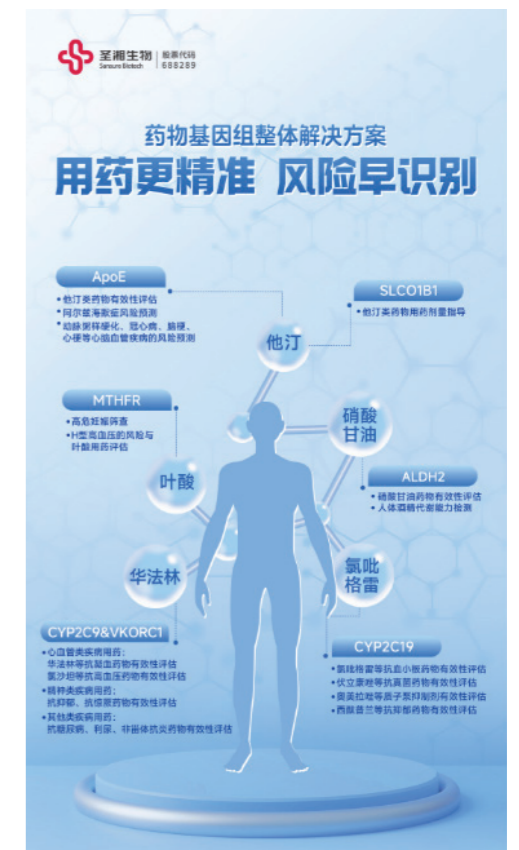 圣湘生物
Sansure Biotech
股票代码
688289
药物基因组整体解决方案
用药更精准 风险早识别
ApoE
•他汀类药物有效性评估
•阿尔兹海默症风险预测
•动脉粥样硬化、冠心病、脑梗、
心梗等心脑血管疾病的风险预测
SLCO1B1
•他汀类药物用药剂量指导
他汀
MTHFR
•高危妊娠筛查
•H型高血压的风险与
叶酸用药评估
硝酸
甘油
叶酸
ALDH2
•硝酸甘油药物有效性评估
•人体酒精代谢能力检测
华法林
氯吡
格雷
CYP2C9&VKORC1
•心血管类疾病用药：
华法林等抗凝血药物有效性评估
氯沙坦等抗高血压药物有效性评估
•精神类疾病用药：
抗抑郁、抗癫痫药物有效性评估
•其他类疾病用药：
抗糖尿病、利尿、非甾体抗炎药物有效性评估
CYP2C19
•氯吡格雷等抗血小板药物有效性评估
•伏立康唑等抗真菌药物有效性评估
•奥美拉唑等质子泵抑制剂有效性评估
•西酞普兰等抗抑郁药物有效性评估